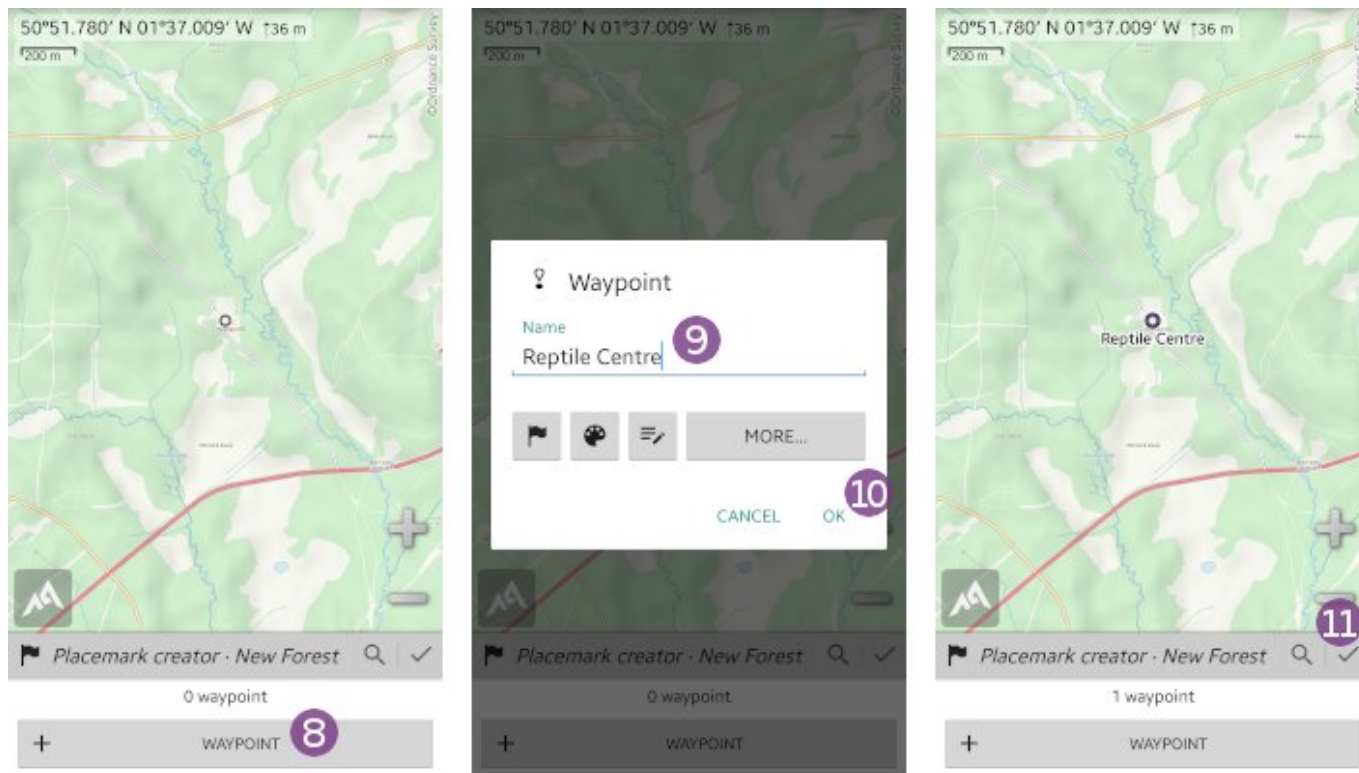 50°51.780' N 01°37.009' W ↑36 m
200 m
©Ordnance Survey
Placemark creator · New Forest
0 waypoint
+ WAYPOINT 8
50°51.780' N 01°37.009' W ↑36 m
200 m
Waypoint
Name
Reptile Centre 9
MORE...
10
CANCEL OK
Placemark creator · New Forest
0 waypoint
+ WAYPOINT
50°51.780' N 01°37.009' W ↑36 m
200 m
Reptile Centre
11
Placemark creator · New Forest
1 waypoint
+ WAYPOINT